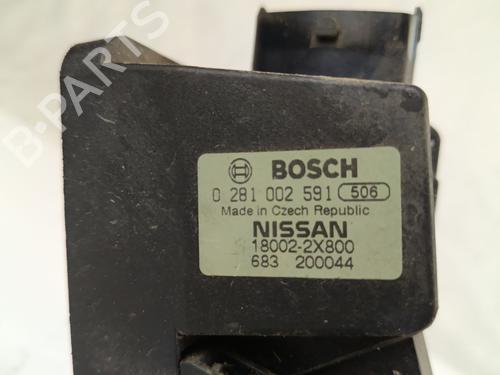 BOSCH
0 281 002 591 506
Made in Czech Republic
NISSAN
18002-2X800
683 200044
B-PARTS